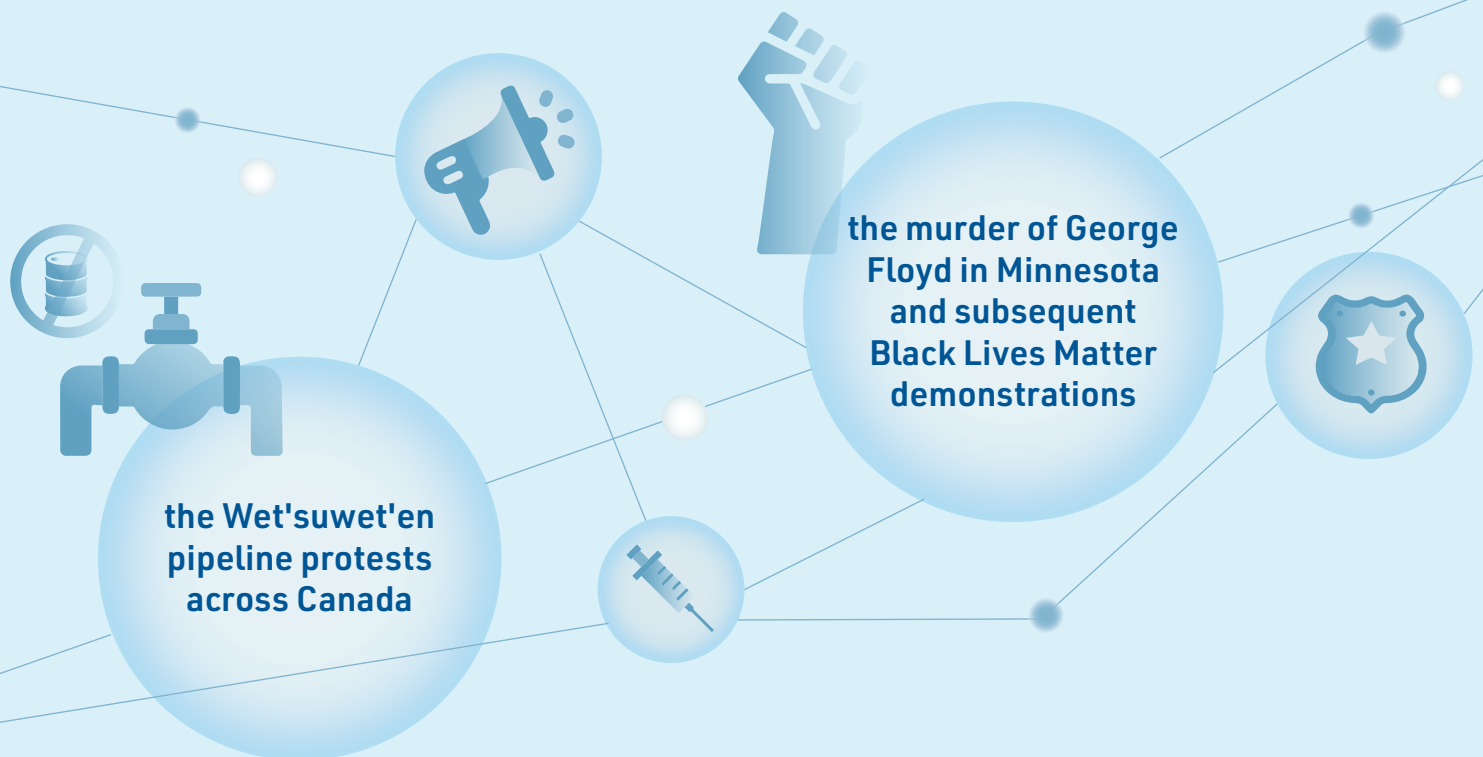 the Wet'suwet'en
pipeline protests
across Canada
the murder of George
Floyd in Minnesota
and subsequent
Black Lives Matter
demonstrations